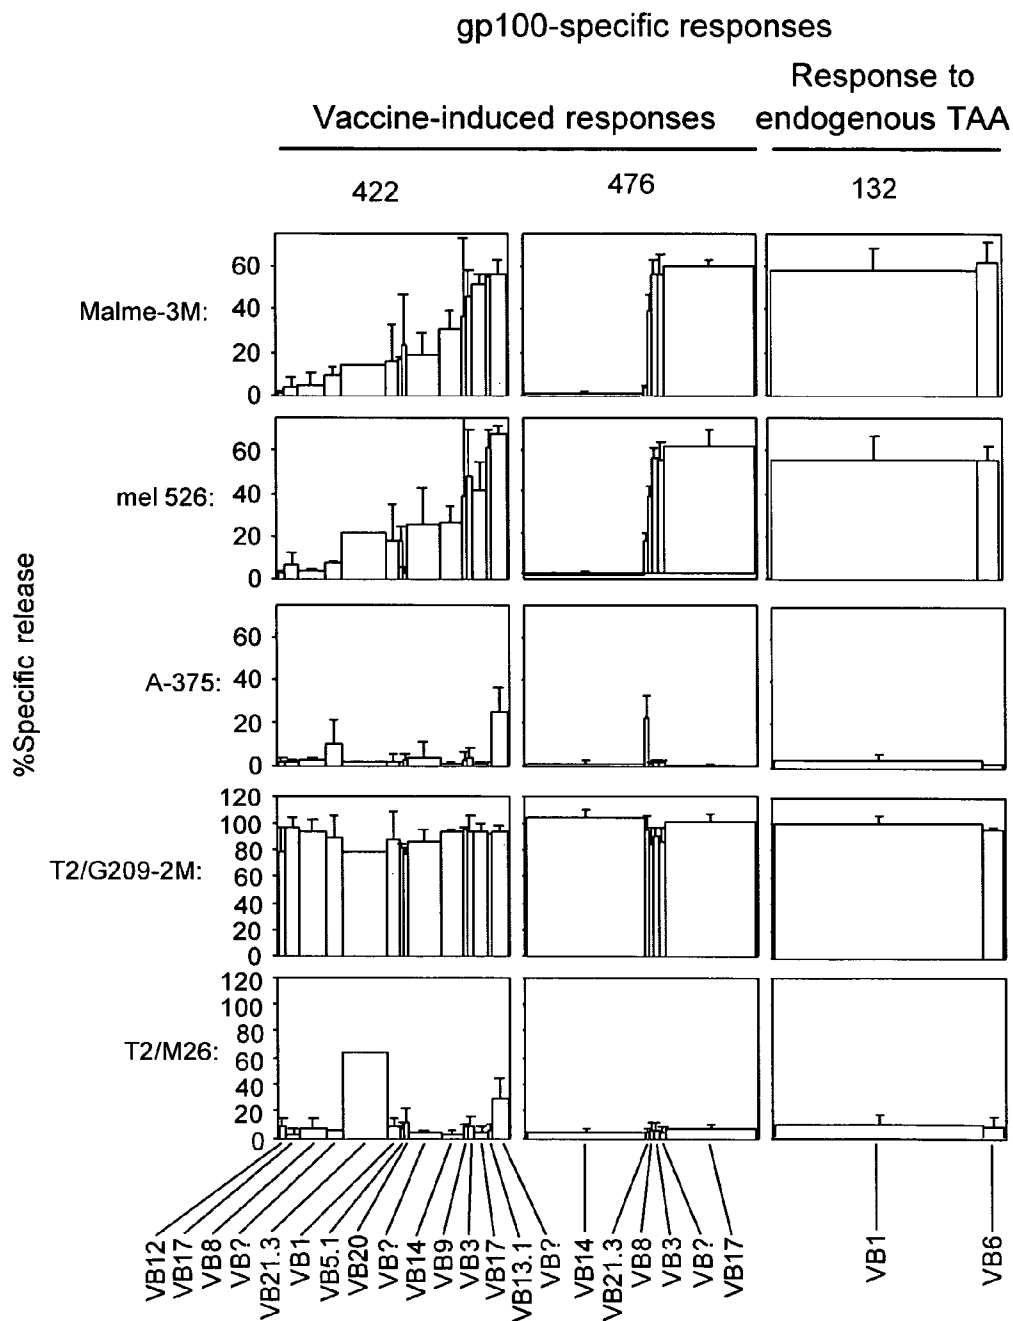 gp100-specific responses
Response to
Vaccine-induced responses endogenous TAA
422 476 132
%Specific release
Malme-3M:
60
40
20
0
mel 526:
60
40
20
0
A-375:
60
40
20
0
T2/G209-2M:
120
100
80
60
40
20
0
T2/M26:
120
100
80
60
40
20
0
VB12
VB17
VB8
VB?
VB21.3
VB1
VB5.1
VB20
VB?
VB14
VB9
VB3
VB17
VB13.1
VB?
VB14
VB21.3
VB8
VB3
VB?
VB17
VB1
VB6